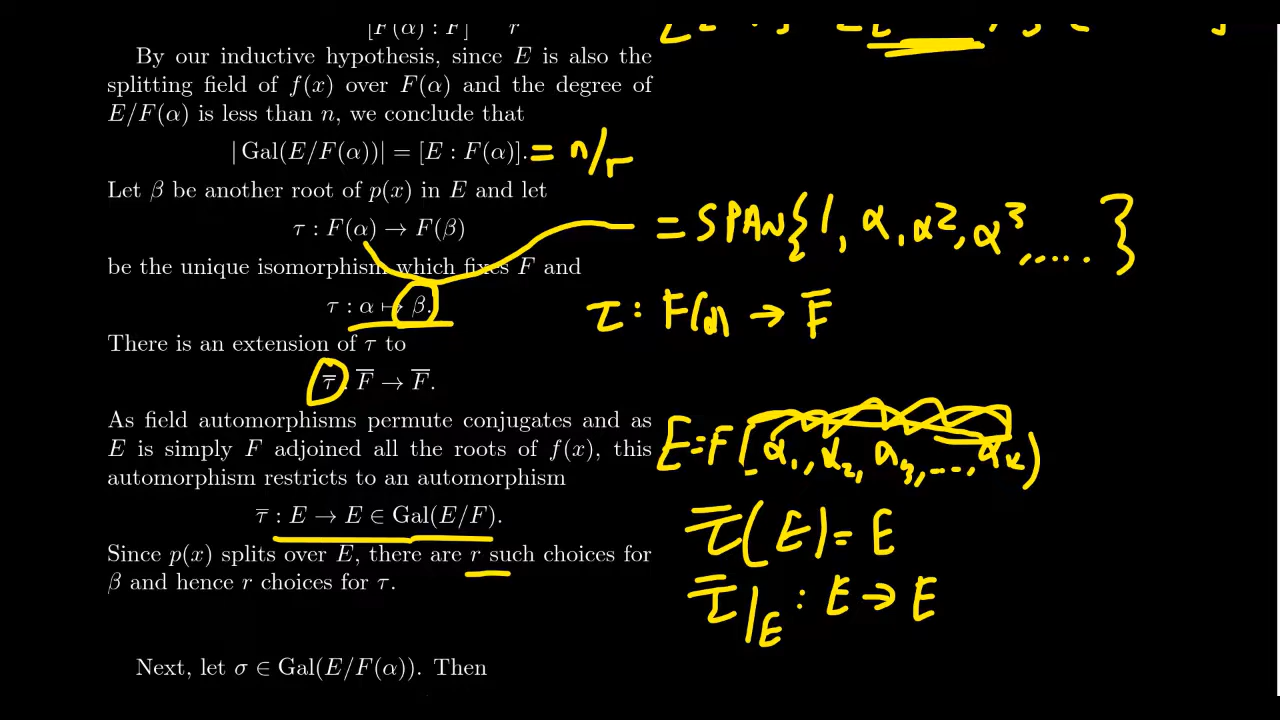 [F(α) : F]    r
By our inductive hypothesis, since E is also the
splitting field of f(x) over F(α) and the degree of
E/F(α) is less than n, we conclude that
| Gal(E/F(α))| = [E : F(α)]. = n/r
Let β be another root of p(x) in E and let
τ : F(α) → F(β)
= SPAN{1, α, α², α³, ....}
be the unique isomorphism which fixes F and
τ : α ↦ β.
τ : F(α) → F̅
There is an extension of τ to
τ̅ : F̅ → F̅.
As field automorphisms permute conjugates and as
E is simply F adjoined all the roots of f(x), this
automorphism restricts to an automorphism
E = F(α₁, α₂, α₃, ..., αₖ)
τ̅ : E → E ∈ Gal(E/F).
τ̅(E) = E
Since p(x) splits over E, there are r such choices for
β and hence r choices for τ.
τ̅|_E : E → E
Next, let σ ∈ Gal(E/F(α)). Then